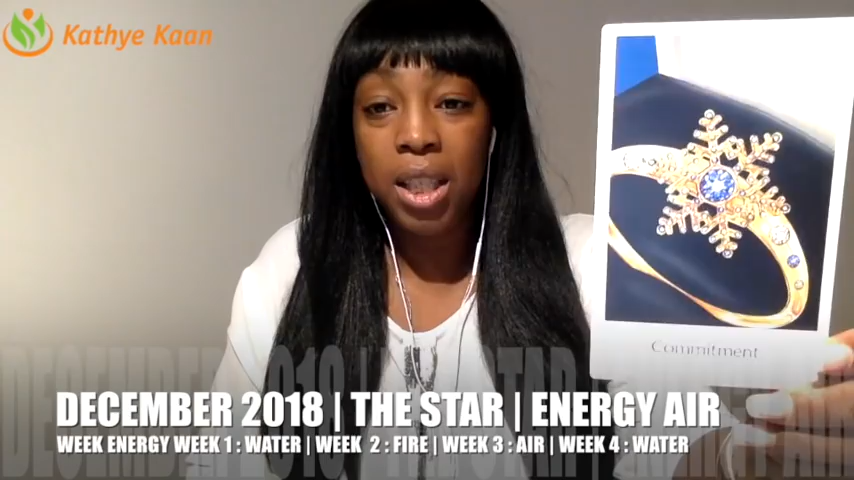 Kathye Kaan
Commitment
DECEMBER 2018 | THE STAR | ENERGY AIR
WEEK ENERGY WEEK 1 : WATER | WEEK 2 : FIRE | WEEK 3 : AIR | WEEK 4 : WATER